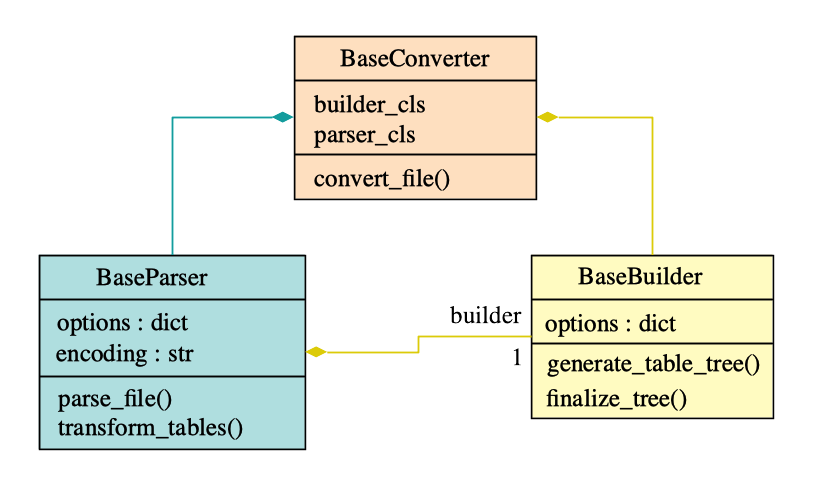 BaseConverter
builder_cls
parser_cls
convert_file()
BaseParser
options : dict
encoding : str
parse_file()
transform_tables()
builder
1
BaseBuilder
options : dict
generate_table_tree()
finalize_tree()